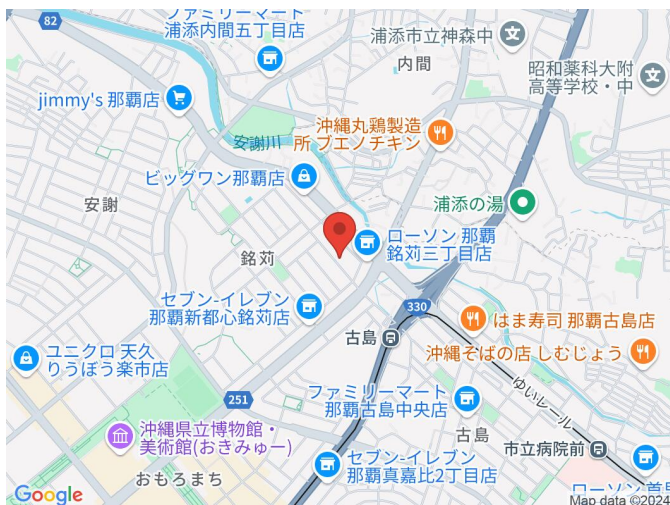 ファミリーマート
浦添内間五丁目店
82
浦添市立神森中
内間
昭和薬科大附
高等学校・中
jimmy's 那覇店
沖縄丸鶏製造
所 ブエノチキン
安謝川
ビッグワン那覇店
浦添の湯
安謝
銘苅
ローソン 那覇
銘苅三丁目店
セブン-イレブン
那覇新都心銘苅店
330
はま寿司 那覇古島店
古島
沖縄そばの店 しむじょう
ユニクロ 天久
りうぼう楽市店
251
ファミリーマート
那覇古島中央店
ゆいレール
沖縄県立博物館・
美術館(おきみゅー)
古島
市立病院前
おもろまち
セブン-イレブン
那覇真嘉比2丁目店
ローソン 首里
Google
Map data ©2024